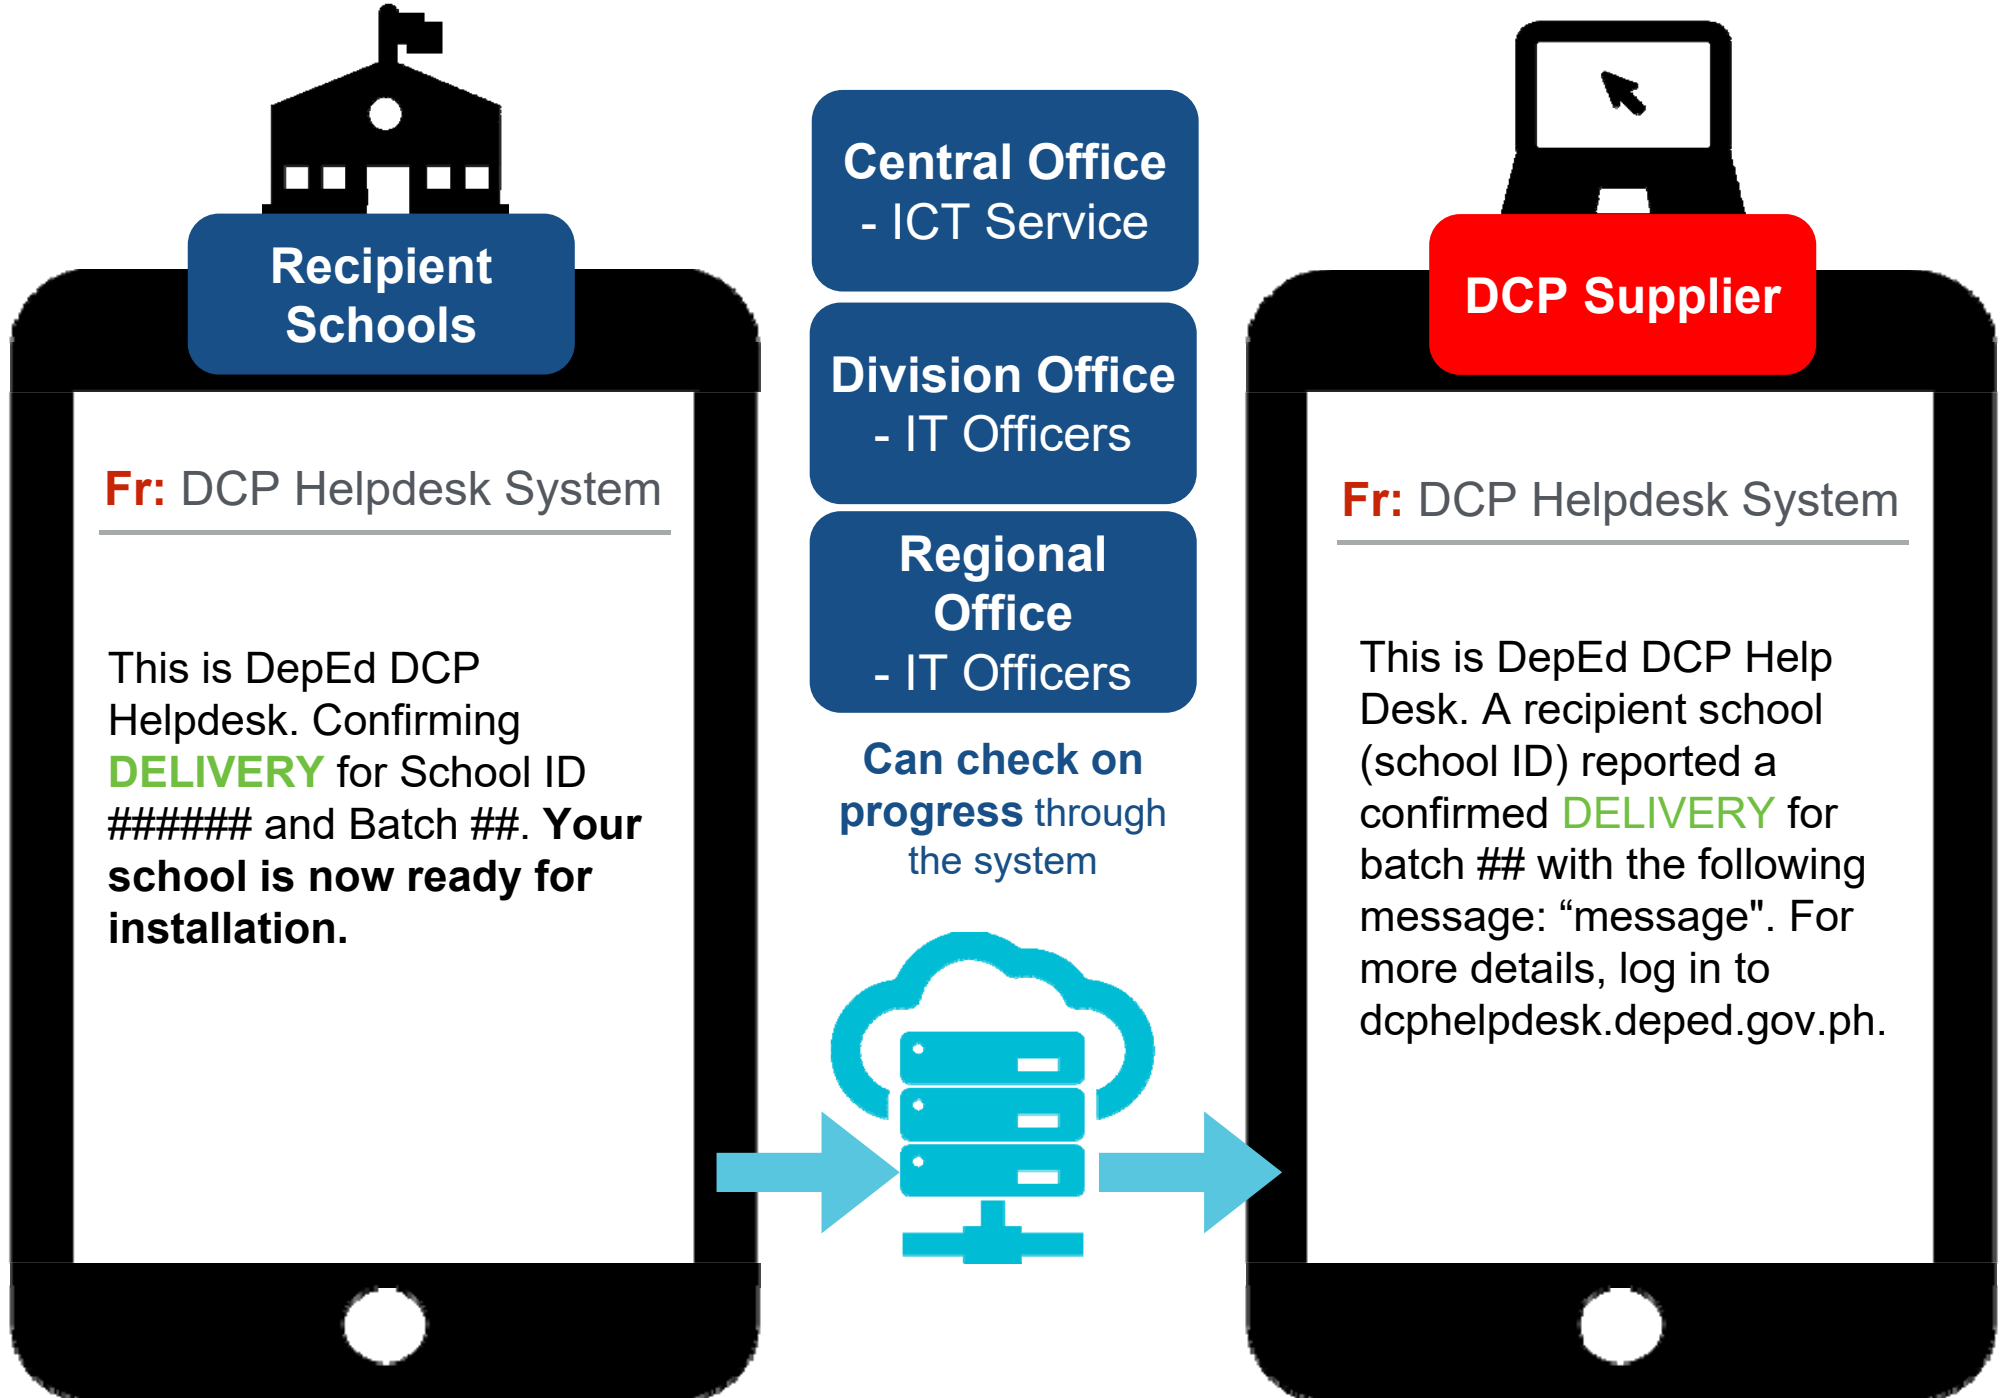 Recipient
Schools
Fr: DCP Helpdesk System
This is DepEd DCP
Helpdesk. Confirming
DELIVERY for School ID
###### and Batch ##. Your
school is now ready for
installation.
Central Office
- ICT Service
Division Office
- IT Officers
Regional
Office
- IT Officers
Can check on
progress through
the system
DCP Supplier
Fr: DCP Helpdesk System
This is DepEd DCP Help
Desk. A recipient school
(school ID) reported a
confirmed DELIVERY for
batch ## with the following
message: “message". For
more details, log in to
dcphelpdesk.deped.gov.ph.